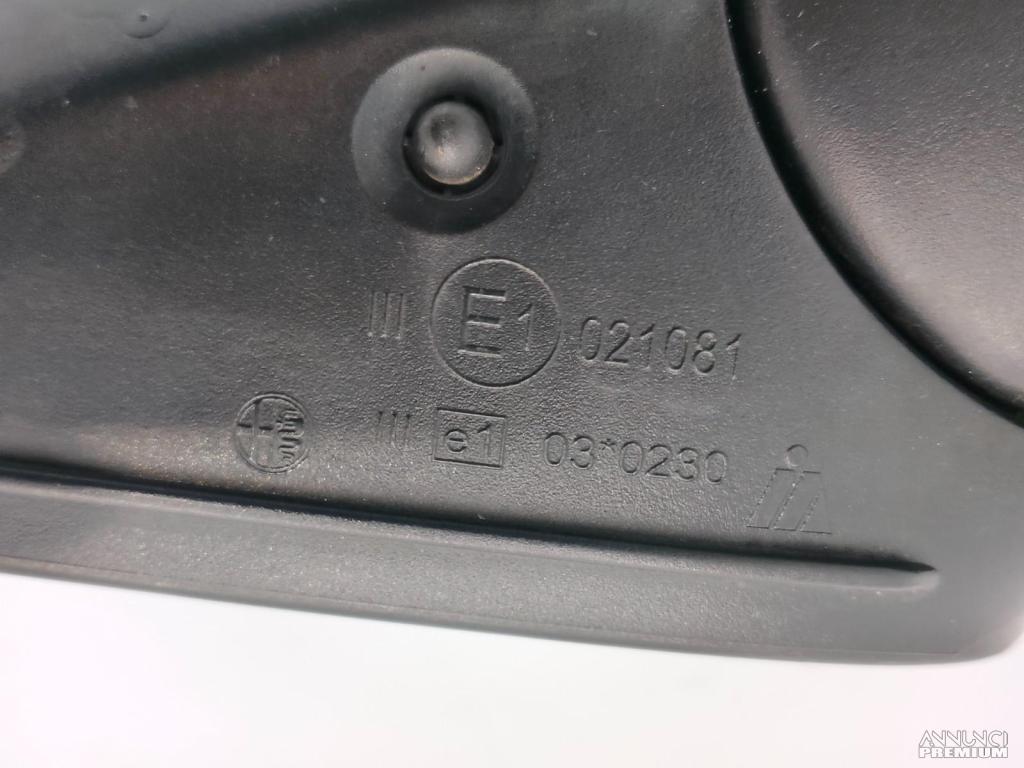 III E1 021081
III e1 03*0230
ANNUNCI
PREMIUM